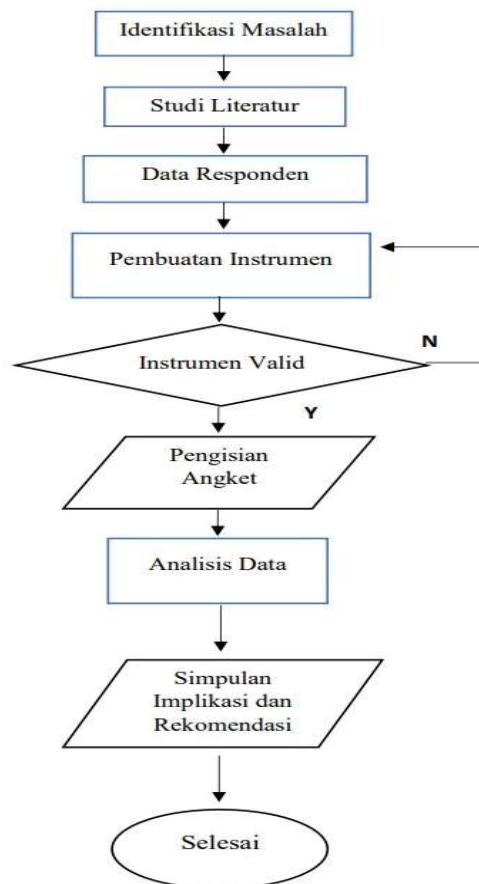 Identifikasi Masalah
Studi Literatur
Data Responden
Pembuatan Instrumen
N
Instrumen Valid
Y
Pengisian
Angket
Analisis Data
Simpulan
Implikasi dan
Rekomendasi
Selesai